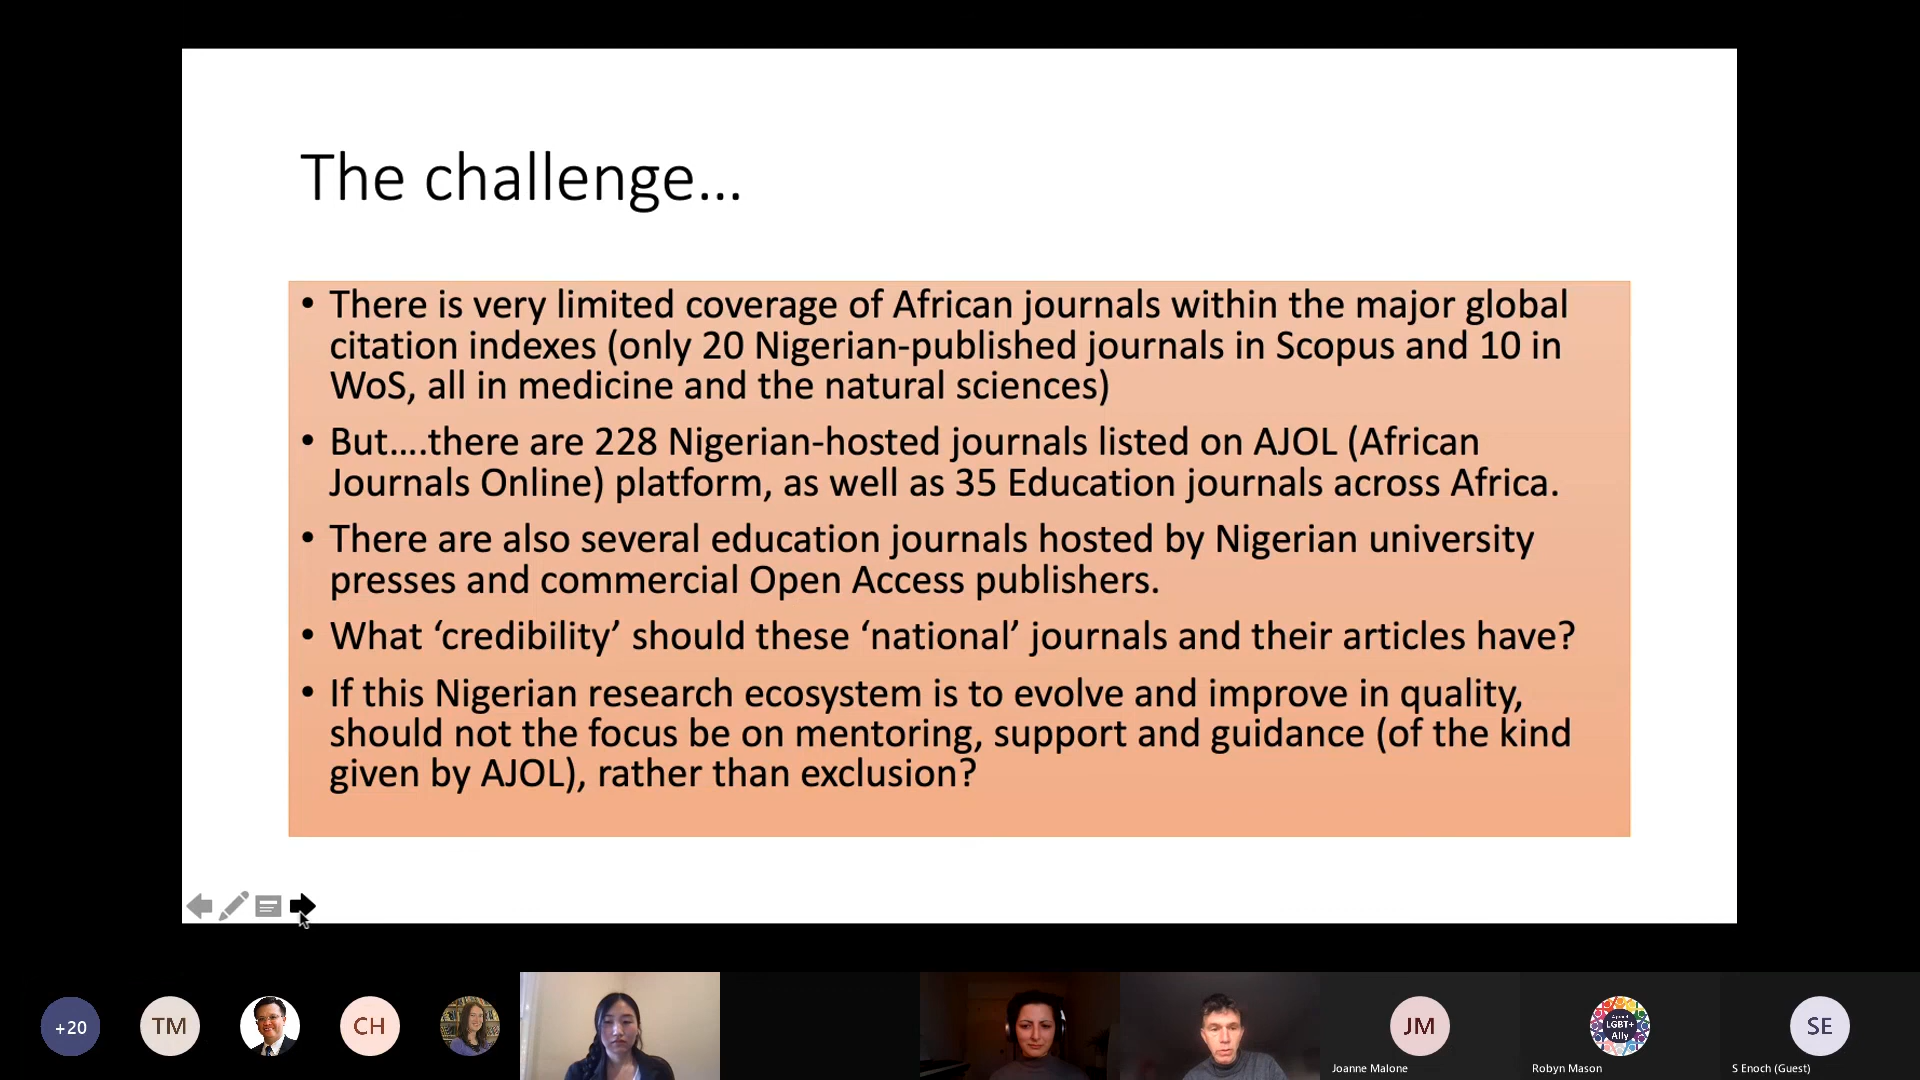 The challenge...
• There is very limited coverage of African journals within the major global
citation indexes (only 20 Nigerian-published journals in Scopus and 10 in
WoS, all in medicine and the natural sciences)
• But....there are 228 Nigerian-hosted journals listed on AJOL (African
Journals Online) platform, as well as 35 Education journals across Africa.
• There are also several education journals hosted by Nigerian university
presses and commercial Open Access publishers.
• What ‘credibility’ should these ‘national’ journals and their articles have?
• If this Nigerian research ecosystem is to evolve and improve in quality,
should not the focus be on mentoring, support and guidance (of the kind
given by AJOL), rather than exclusion?
+20
TM
CH
JM
Joanne Malone
LGBT+
Ally
Robyn Mason
SE
S Enoch (Guest)